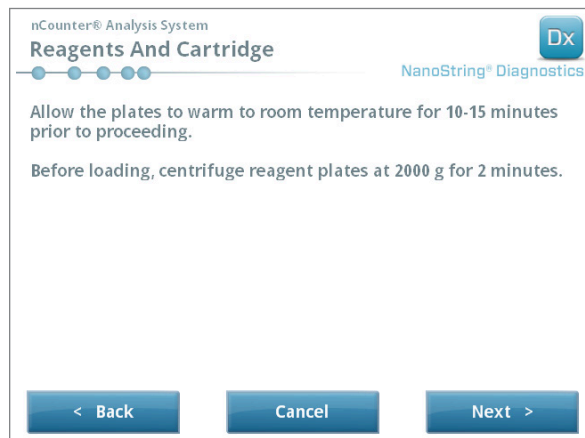 nCounter® Analysis System
Reagents And Cartridge
Dx
NanoString® Diagnostics
Allow the plates to warm to room temperature for 10-15 minutes
prior to proceeding.
Before loading, centrifuge reagent plates at 2000 g for 2 minutes.
< Back
Cancel
Next >